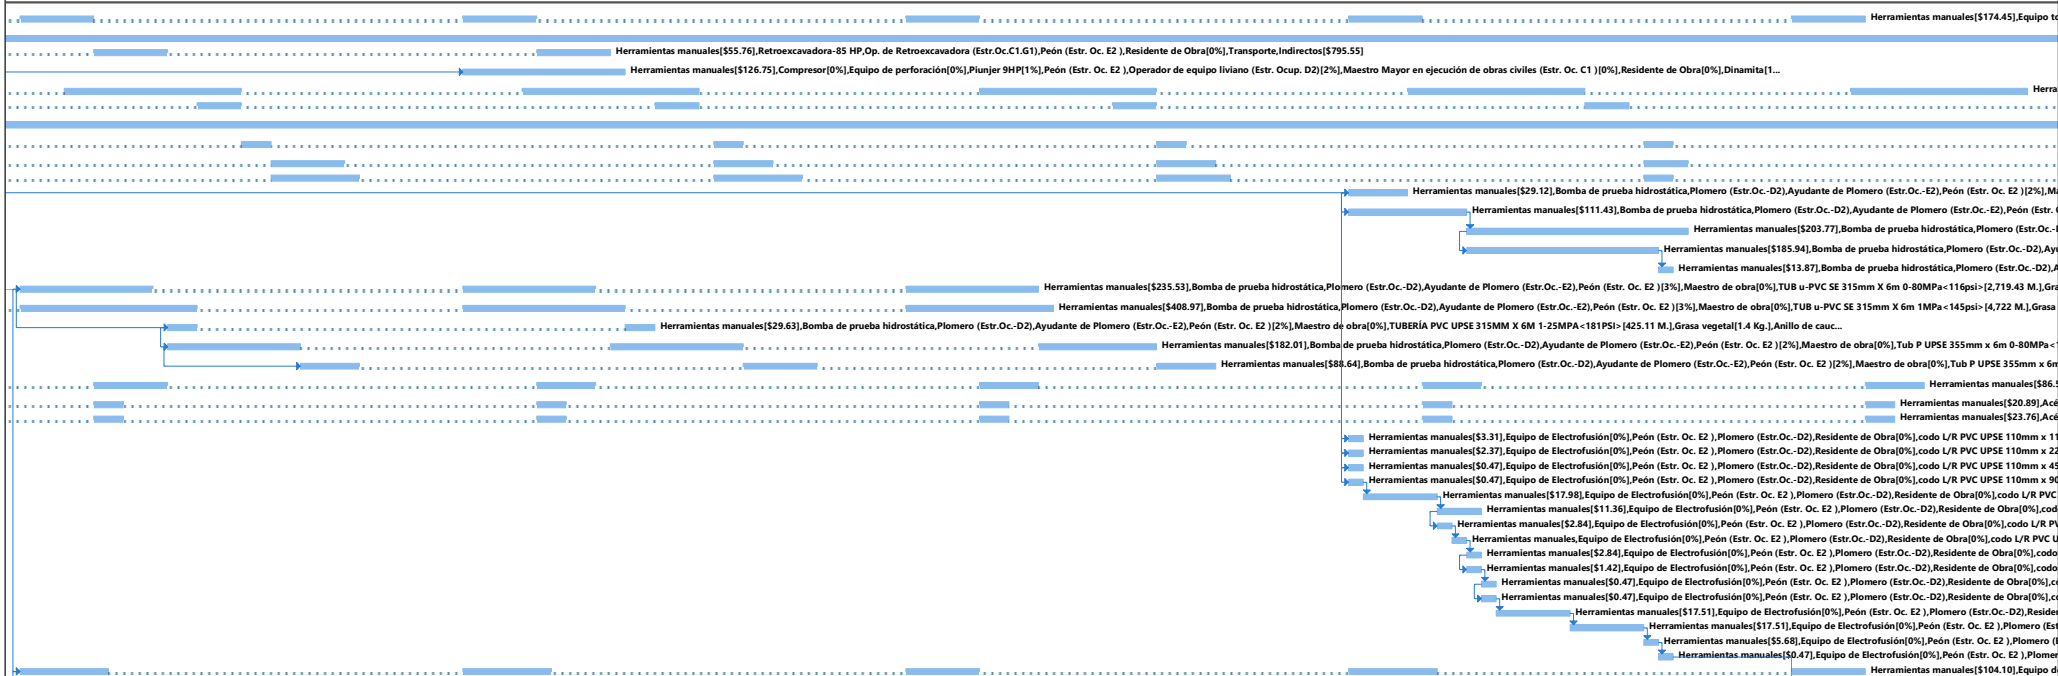 Herramientas manuales[$174.45],Equipo to
Herramientas manuales[$55.76],Retroexcavadora-85 HP,Op. de Retroexcavadora (Estr.Oc.C1.G1),Peón (Estr. Oc. E2 ),Residente de Obra[0%],Transporte,Indirectos[$795.55]
Herramientas manuales[$126.75],Compresor[0%],Equipo de perforación[0%],Piunjer 9HP[1%],Peón (Estr. Oc. E2 ),Operador de equipo liviano (Estr. Ocup. D2)[2%],Maestro Mayor en ejecución de obras civiles (Estr. Oc. C1 )[0%],Residente de Obra[0%],Dinamita[1...
Herra
Herramientas manuales[$29.12],Bomba de prueba hidrostática,Plomero (Estr.Oc.-D2),Ayudante de Plomero (Estr.Oc.-E2),Peón (Estr. Oc. E2 )[2%],Ma
Herramientas manuales[$111.43],Bomba de prueba hidrostática,Plomero (Estr.Oc.-D2),Ayudante de Plomero (Estr.Oc.-E2),Peón (Estr.
Herramientas manuales[$203.77],Bomba de prueba hidrostática,Plomero (Estr.Oc.-
Herramientas manuales[$185.94],Bomba de prueba hidrostática,Plomero (Estr.Oc.-D2),Ayu
Herramientas manuales[$13.87],Bomba de prueba hidrostática,Plomero (Estr.Oc.-D2),A
Herramientas manuales[$235.53],Bomba de prueba hidrostática,Plomero (Estr.Oc.-D2),Ayudante de Plomero (Estr.Oc.-E2),Peón (Estr. Oc. E2 )[3%],Maestro de obra[0%],TUB u-PVC SE 315mm X 6m 0-80MPa<116psi>[2,719.43 M.],Gra
Herramientas manuales[$408.97],Bomba de prueba hidrostática,Plomero (Estr.Oc.-D2),Ayudante de Plomero (Estr.Oc.-E2),Peón (Estr. Oc. E2 )[3%],Maestro de obra[0%],TUB u-PVC SE 315mm X 6m 1MPa<145psi>[4,722 M.],Grasa
Herramientas manuales[$29.63],Bomba de prueba hidrostática,Plomero (Estr.Oc.-D2),Ayudante de Plomero (Estr.Oc.-E2),Peón (Estr. Oc. E2 )[2%],Maestro de obra[0%],TUBERÍA PVC UPSE 315MM X 6M 1-25MPA<181PSI>[425.11 M.],Grasa vegetal[1.4 Kg.],Anillo de cauc...
Herramientas manuales[$182.01],Bomba de prueba hidrostática,Plomero (Estr.Oc.-D2),Ayudante de Plomero (Estr.Oc.-E2),Peón (Estr. Oc. E2 )[2%],Maestro de obra[0%],Tub P UPSE 355mm x 6m 0-80MPa<1
Herramientas manuales[$88.64],Bomba de prueba hidrostática,Plomero (Estr.Oc.-D2),Ayudante de Plomero (Estr.Oc.-E2),Peón (Estr. Oc. E2 )[2%],Maestro de obra[0%],Tub P UPSE 355mm x 6m
Herramientas manuales[$86.5
Herramientas manuales[$20.89],Acé
Herramientas manuales[$23.76],Acé
Herramientas manuales[$3.31],Equipo de Electrofusión[0%],Peón (Estr. Oc. E2 ),Plomero (Estr.Oc.-D2),Residente de Obra[0%],codo L/R PVC UPSE 110mm x 11
Herramientas manuales[$2.37],Equipo de Electrofusión[0%],Peón (Estr. Oc. E2 ),Plomero (Estr.Oc.-D2),Residente de Obra[0%],codo L/R PVC UPSE 110mm x 22
Herramientas manuales[$0.47],Equipo de Electrofusión[0%],Peón (Estr. Oc. E2 ),Plomero (Estr.Oc.-D2),Residente de Obra[0%],codo L/R PVC UPSE 110mm x 45
Herramientas manuales[$0.47],Equipo de Electrofusión[0%],Peón (Estr. Oc. E2 ),Plomero (Estr.Oc.-D2),Residente de Obra[0%],codo L/R PVC UPSE 110mm x 90
Herramientas manuales[$17.98],Equipo de Electrofusión[0%],Peón (Estr. Oc. E2 ),Plomero (Estr.Oc.-D2),Residente de Obra[0%],codo L/R PVC
Herramientas manuales[$11.36],Equipo de Electrofusión[0%],Peón (Estr. Oc. E2 ),Plomero (Estr.Oc.-D2),Residente de Obra[0%],cod
Herramientas manuales[$2.84],Equipo de Electrofusión[0%],Peón (Estr. Oc. E2 ),Plomero (Estr.Oc.-D2),Residente de Obra[0%],codo L/R PV
Herramientas manuales,Equipo de Electrofusión[0%],Peón (Estr. Oc. E2 ),Plomero (Estr.Oc.-D2),Residente de Obra[0%],codo L/R PVC U
Herramientas manuales[$2.84],Equipo de Electrofusión[0%],Peón (Estr. Oc. E2 ),Plomero (Estr.Oc.-D2),Residente de Obra[0%],codo
Herramientas manuales[$1.42],Equipo de Electrofusión[0%],Peón (Estr. Oc. E2 ),Plomero (Estr.Oc.-D2),Residente de Obra[0%],codo
Herramientas manuales[$0.47],Equipo de Electrofusión[0%],Peón (Estr. Oc. E2 ),Plomero (Estr.Oc.-D2),Residente de Obra[0%],co
Herramientas manuales[$0.47],Equipo de Electrofusión[0%],Peón (Estr. Oc. E2 ),Plomero (Estr.Oc.-D2),Residente de Obra[0%],co
Herramientas manuales[$17.51],Equipo de Electrofusión[0%],Peón (Estr. Oc. E2 ),Plomero (Estr.Oc.-D2),Reside
Herramientas manuales[$17.51],Equipo de Electrofusión[0%],Peón (Estr. Oc. E2 ),Plomero (Est
Herramientas manuales[$5.68],Equipo de Electrofusión[0%],Peón (Estr. Oc. E2 ),Plomero (E
Herramientas manuales[$0.47],Equipo de Electrofusión[0%],Peón (Estr. Oc. E2 ),Plomer
Herramientas manuales[$104.10],Equipo de